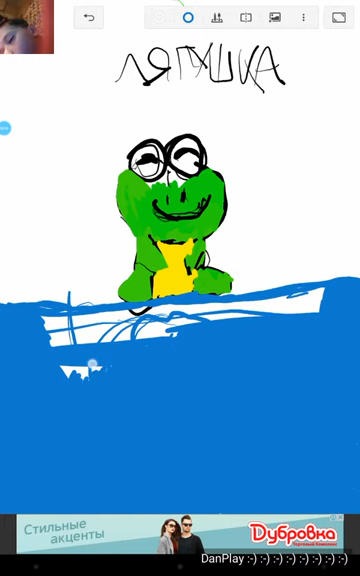 ЛЯГУШКА
Стильные
акценты
Дубровка
DanPlay :-) :-) :-) :-) :-) :-) :-) :-)